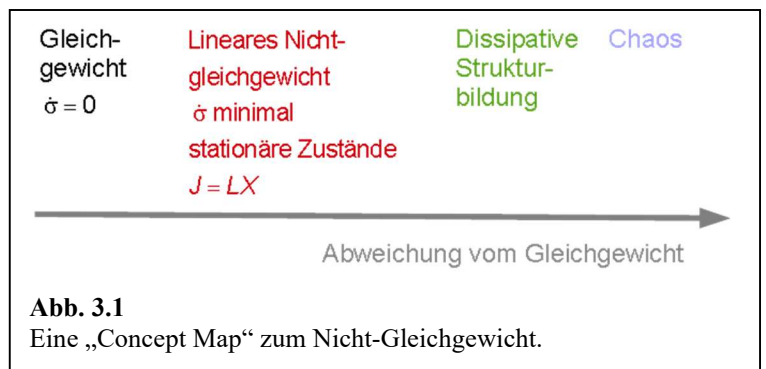 Gleich-
gewicht
σ̇ = 0
Lineares Nicht-
gleichgewicht
σ̇ minimal
stationäre Zustände
J = LX
Dissipative
Struktur-
bildung
Chaos
Abweichung vom Gleichgewicht
Abb. 3.1
Eine „Concept Map“ zum Nicht-Gleichgewicht.